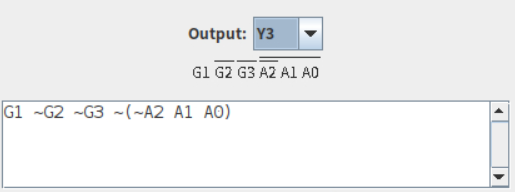 Output: Y3
G1 G2 G3 A2 A1 A0
G1 ~G2 ~G3 ~(~A2 A1 A0)